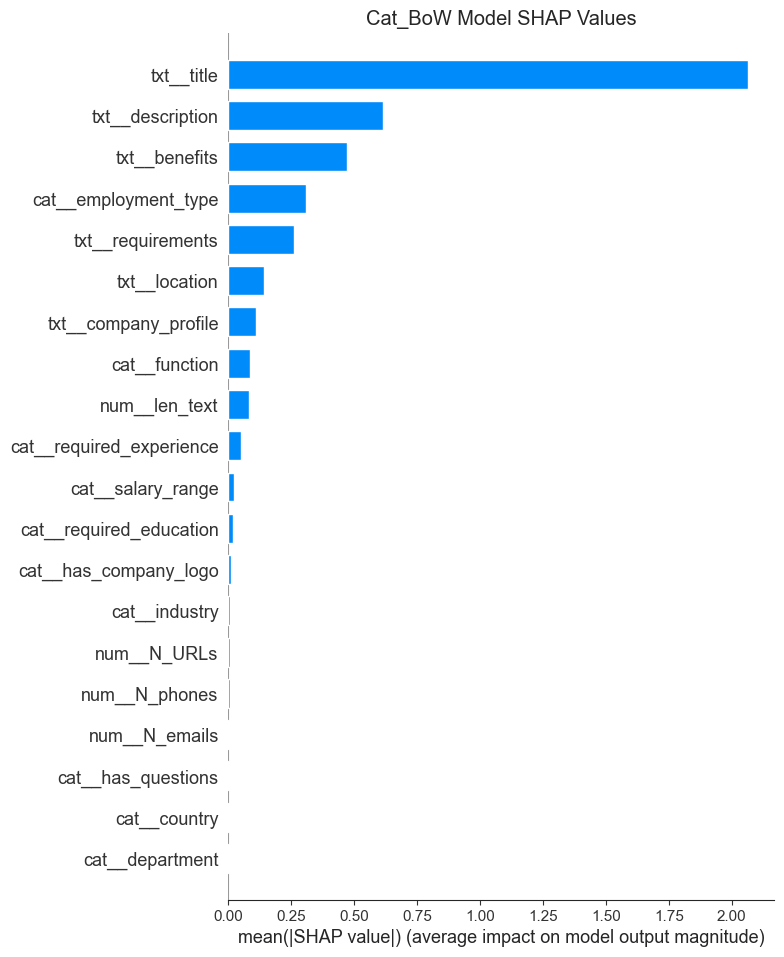 Cat_BoW Model SHAP Values
txt__title
txt__description
txt__benefits
cat__employment_type
txt__requirements
txt__location
txt__company_profile
cat__function
num__len_text
cat__required_experience
cat__salary_range
cat__required_education
cat__has_company_logo
cat__industry
num__N_URLs
num__N_phones
num__N_emails
cat__has_questions
cat__country
cat__department
0.00 0.25 0.50 0.75 1.00 1.25 1.50 1.75 2.00
mean(|SHAP value|) (average impact on model output magnitude)